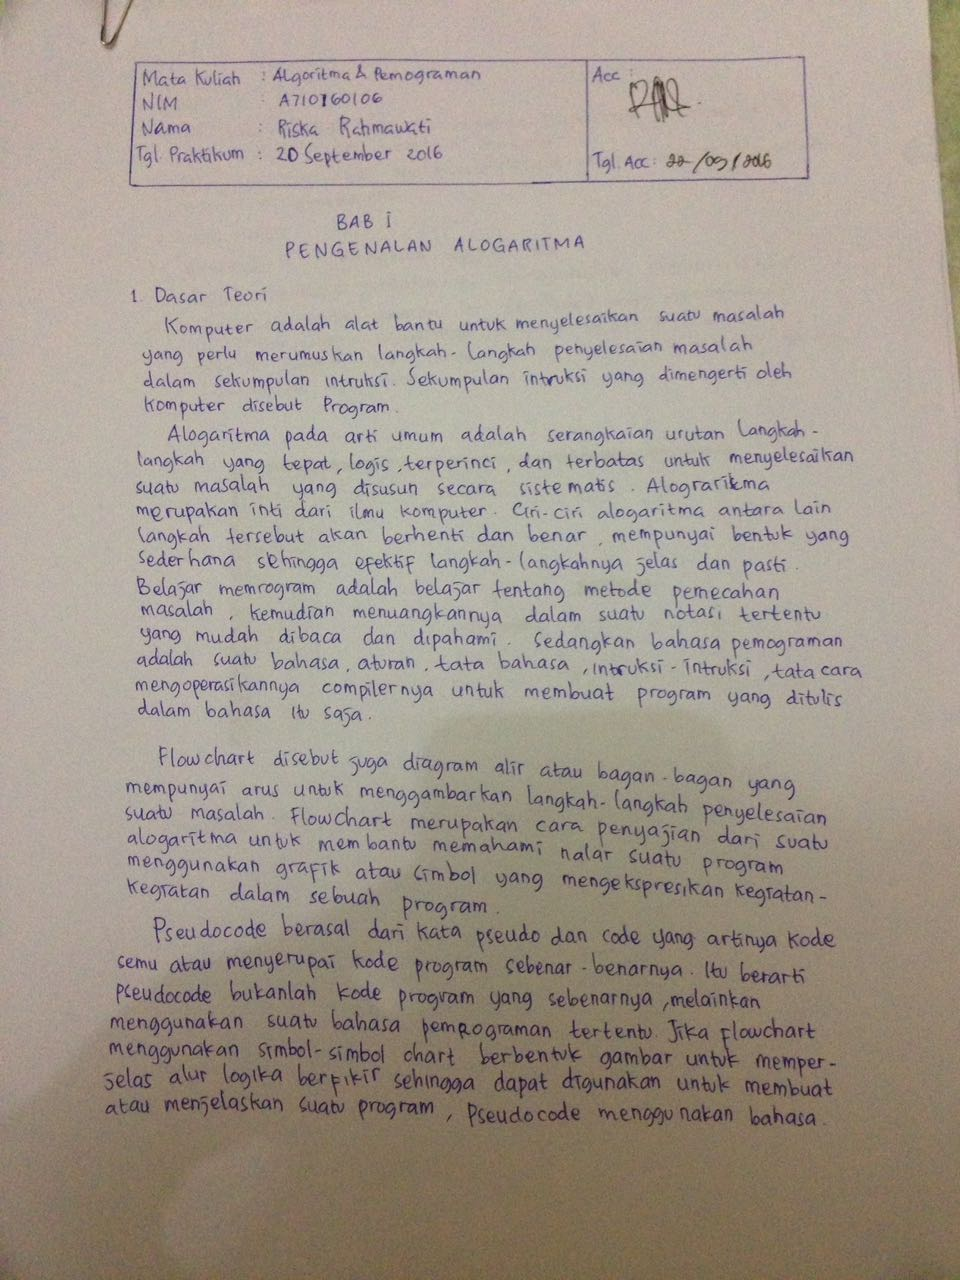 Mata Kuliah : Algoritma & Pemograman
NIM : A710160106
Nama : Riska Rahmawati
Tgl. Praktikum : 20 September 2016
Acc :
Tgl. Acc : 22/09/2016
BAB I
PENGENALAN ALOGARITMA
1. Dasar Teori
Komputer adalah alat bantu untuk menyelesaikan suatu masalah
yang perlu merumuskan langkah-langkah penyelesaian masalah
dalam sekumpulan intruksi. Sekumpulan intruksi yang dimengerti oleh
komputer disebut Program.
Alogaritma pada arti umum adalah serangkaian urutan langkah-
langkah yang tepat, logis, terperinci, dan terbatas untuk menyelesaikan
suatu masalah yang disusun secara sistematis. Alograritma
merupakan inti dari ilmu komputer. Ciri-ciri alogaritma antara lain
langkah tersebut akan berhenti dan benar, mempunyai bentuk yang
sederhana sehingga efektif langkah-langkahnya jelas dan pasti.
Belajar memrogram adalah belajar tentang metode pemecahan
masalah, kemudian menuangkannya dalam suatu notasi tertentu
yang mudah dibaca dan dipahami. Sedangkan bahasa pemograman
adalah suatu bahasa, aturan, tata bahasa, intruksi-intruksi, tata cara
mengoperasikannya compilernya untuk membuat program yang ditulis
dalam bahasa itu saja.
Flowchart disebut juga diagram alir atau bagan-bagan yang
mempunyai arus untuk menggambarkan langkah-langkah penyelesaian
suatu masalah. Flowchart merupakan cara penyajian dari suatu
alogaritma untuk membantu memahami nalar suatu program
menggunakan grafik atau simbol yang mengekspresikan kegiatan-
kegiatan dalam sebuah program.
Pseudocode berasal dari kata pseudo dan code yang artinya kode
semu atau menyerupai kode program sebenar-benarnya. Itu berarti
pseudocode bukanlah kode program yang sebenarnya, melainkan
menggunakan suatu bahasa pemrograman tertentu. Jika flowchart
menggunakan simbol-simbol chart berbentuk gambar untuk memper-
jelas alur logika berfikir sehingga dapat digunakan untuk membuat
atau menjelaskan suatu program, pseudocode menggunakan bahasa.